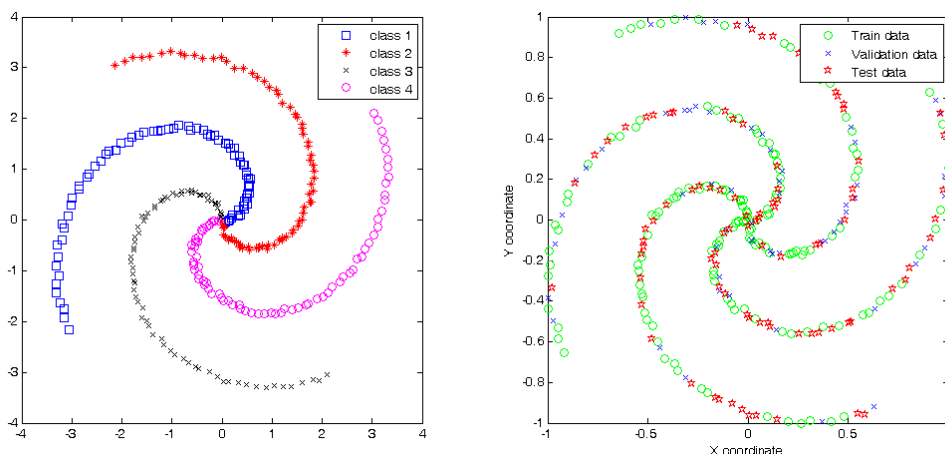 4
3
2
1
0
-1
-2
-3
-4
-4 -3 -2 -1 0 1 2 3 4
class 1
class 2
class 3
class 4
1
0.8
0.6
0.4
0.2
0
-0.2
-0.4
-0.6
-0.8
-1
-1 -0.5 0 0.5
Y coordinate
X coordinate
Train data
Validation data
Test data